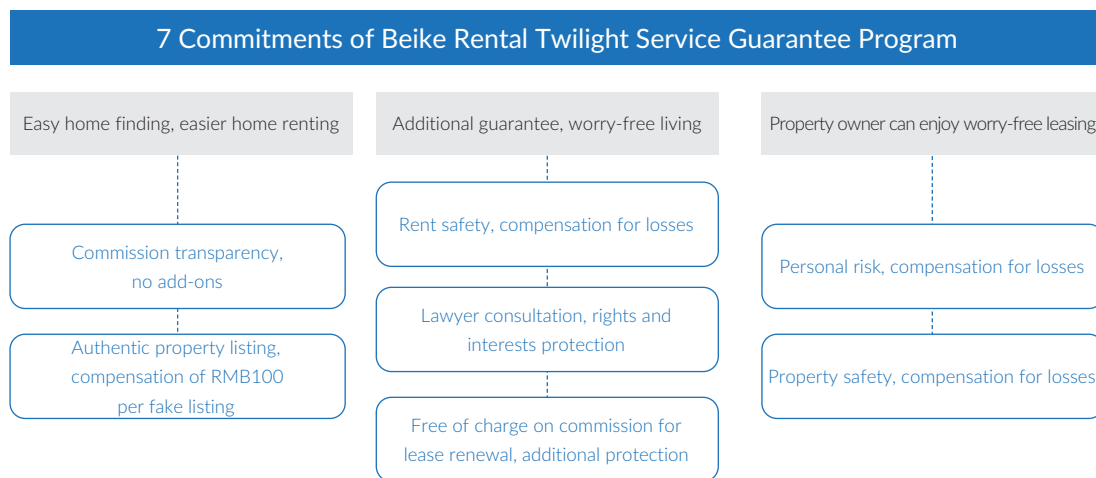 7 Commitments of Beike Rental Twilight Service Guarantee Program
Easy home finding, easier home renting
Commission transparency,
no add-ons
Authentic property listing,
compensation of RMB100
per fake listing
Additional guarantee, worry-free living
Rent safety, compensation for losses
Lawyer consultation, rights and
interests protection
Free of charge on commission for
lease renewal, additional protection
Property owner can enjoy worry-free leasing
Personal risk, compensation for losses
Property safety, compensation for losses